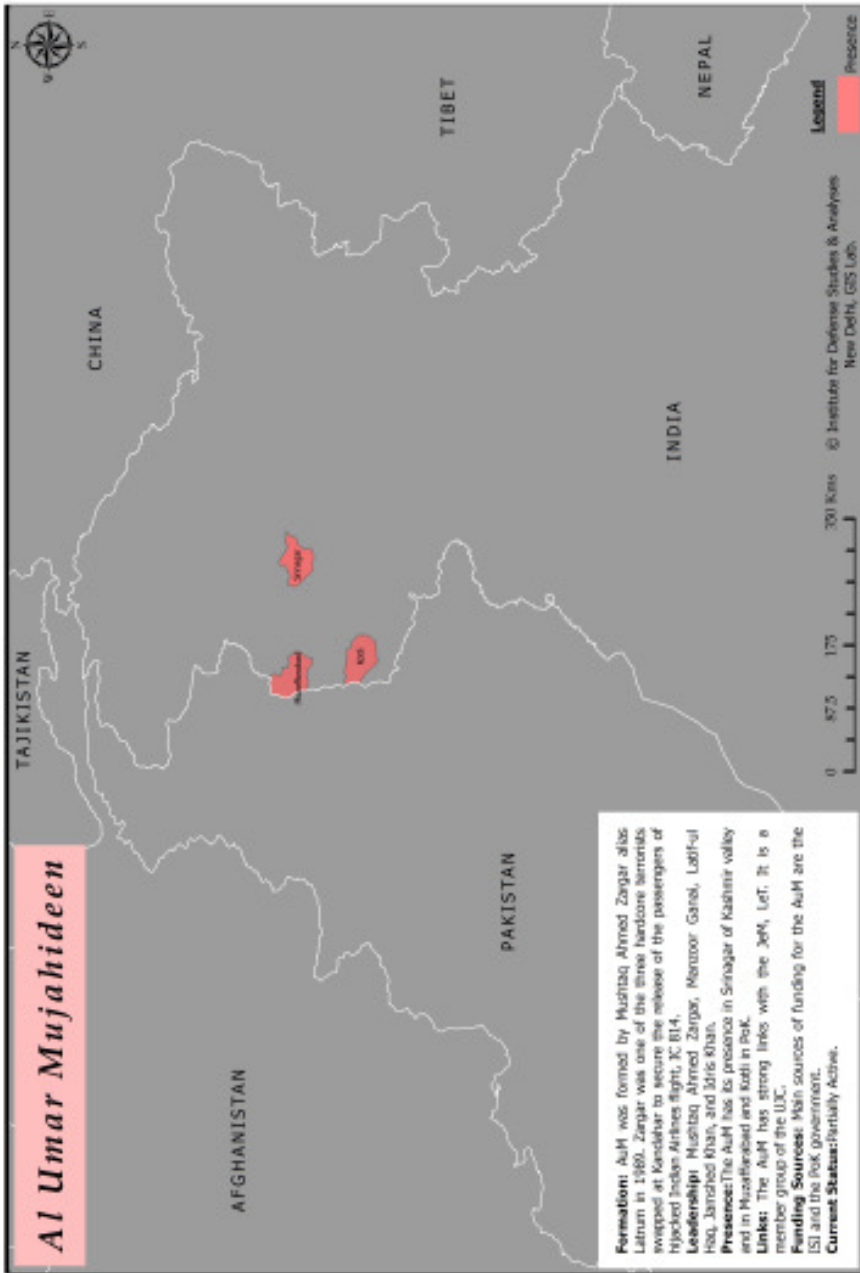 Al Umar Mujahideen
TAJIKISTAN
CHINA
N
W
E
S
TIBET
NEPAL
AFGHANISTAN
PAKISTAN
INDIA
Muzaffarabad
Srinagar
Kotli
Formation: AuM was formed by Mushtaq Ahmed Zargar alias
Latrum in 1989. Zargar was one of the three hardcore terrorists
swapped at Kandahar to secure the release of the passengers of
hijacked Indian Airlines flight, IC 814.
Leadership: Mushtaq Ahmed Zargar, Manzoor Ganai, Latif-ul
Haq, Jamshed Khan, and Idris Khan.
Presence:The AuM has its presence in Srinagar of Kashmir valley
and in Muzaffarabad and Kotli in PoK.
Links: The AuM has strong links with the JeM, LeT. It is a
member group of the UJC.
Funding Sources: Main sources of funding for the AuM are the
ISI and the PoK government.
Current Status:Partially Active.
0 87.5 175 350 Kms
© Institute for Defense Studies & Analyses
New Delhi, GIS Lab.
Legend
Presence